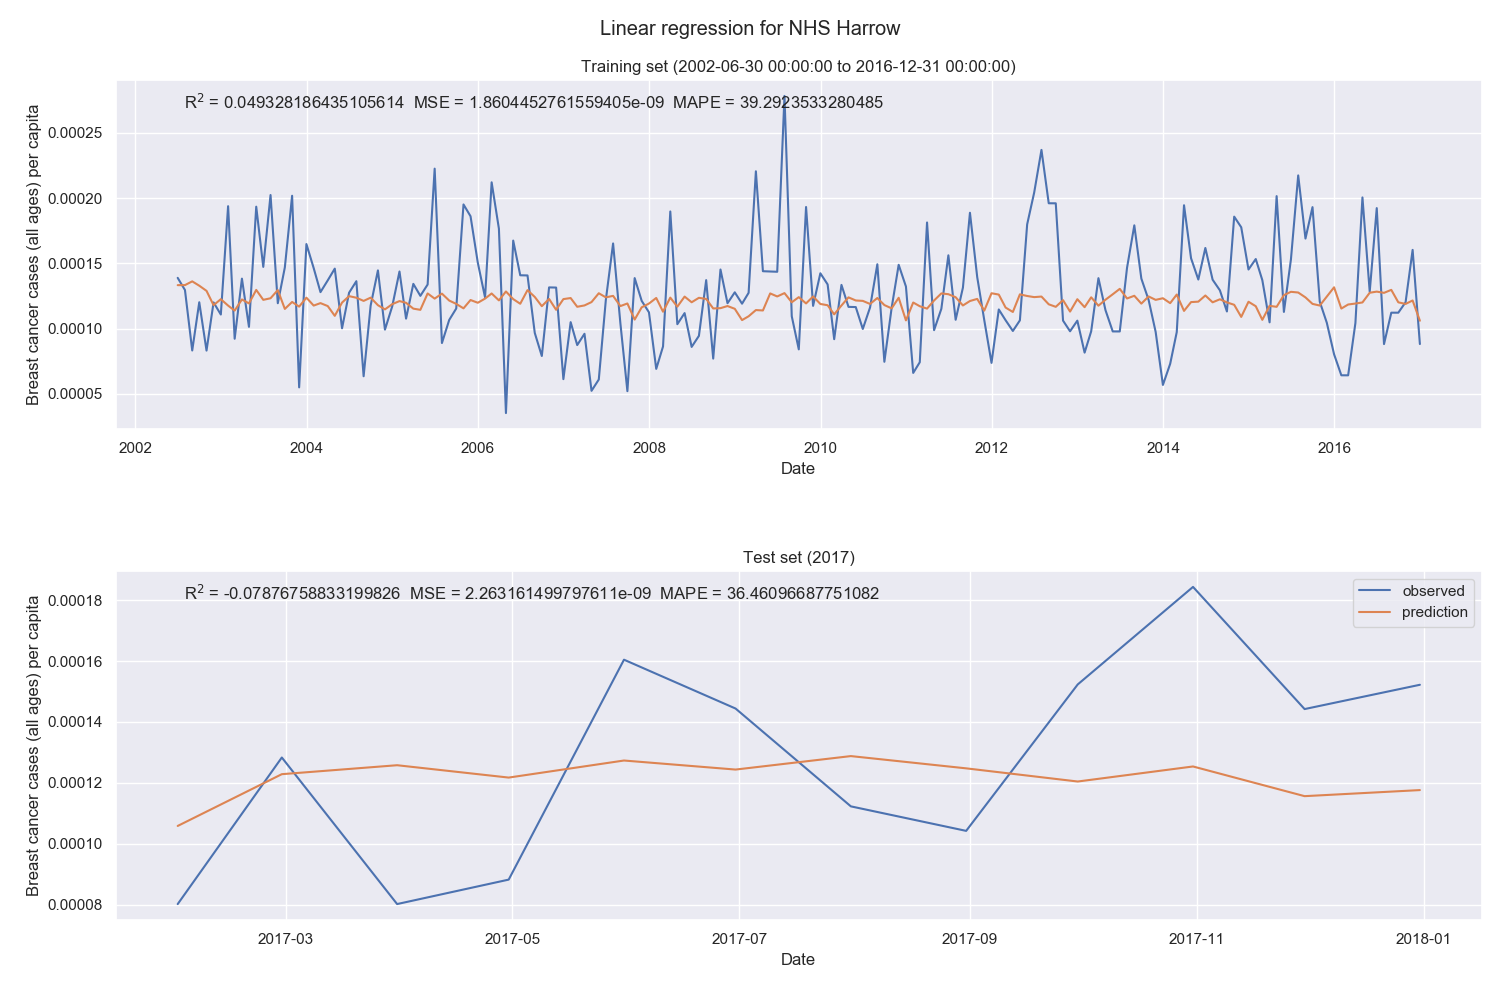 Linear regression for NHS Harrow
Training set (2002-06-30 00:00:00 to 2016-12-31 00:00:00)
R² = 0.049328186435105614 MSE = 1.8604452761559405e-09 MAPE = 39.2923533280485
Breast cancer cases (all ages) per capita
0.00025
0.00020
0.00015
0.00010
0.00005
2002 2004 2006 2008 2010 2012 2014 2016
Date
Test set (2017)
R² = -0.07876758833199826 MSE = 2.263161499797611e-09 MAPE = 36.46096687751082
observed
prediction
Breast cancer cases (all ages) per capita
0.00018
0.00016
0.00014
0.00012
0.00010
0.00008
2017-03 2017-05 2017-07 2017-09 2017-11 2018-01
Date